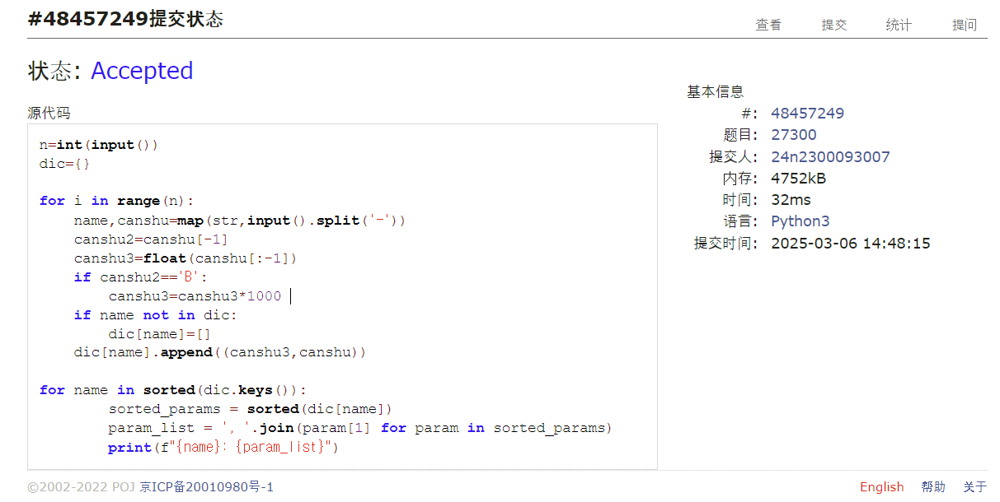 #48457249提交状态
查看 提交 统计 提问
状态: Accepted
源代码
n=int(input())
dic={}
for i in range(n):
    name,canshu=map(str,input().split('-'))
    canshu2=canshu[-1]
    canshu3=float(canshu[:-1])
    if canshu2=='B':
        canshu3=canshu3*1000
    if name not in dic:
        dic[name]=[]
    dic[name].append((canshu3,canshu))
for name in sorted(dic.keys()):
        sorted_params = sorted(dic[name])
        param_list = ', '.join(param[1] for param in sorted_params)
        print(f"{name}: {param_list}")
基本信息
#: 48457249
题目: 27300
提交人: 24n2300093007
内存: 4752kB
时间: 32ms
语言: Python3
提交时间: 2025-03-06 14:48:15
©2002-2022 POJ 京ICP备20010980号-1
English 帮助 关于